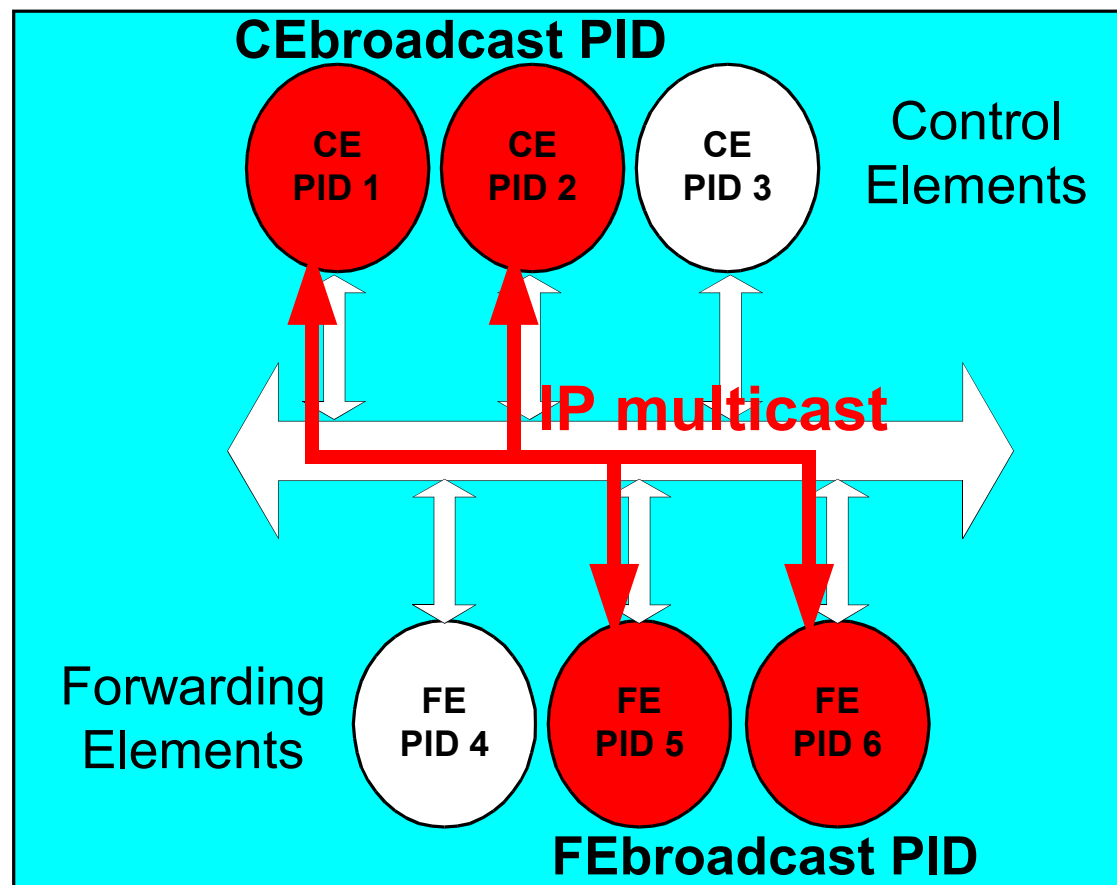 CEbroadcast PID
CE
PID 1
CE
PID 2
CE
PID 3
Control
Elements
IP multicast
Forwarding
Elements
FE
PID 4
FE
PID 5
FE
PID 6
FEbroadcast PID